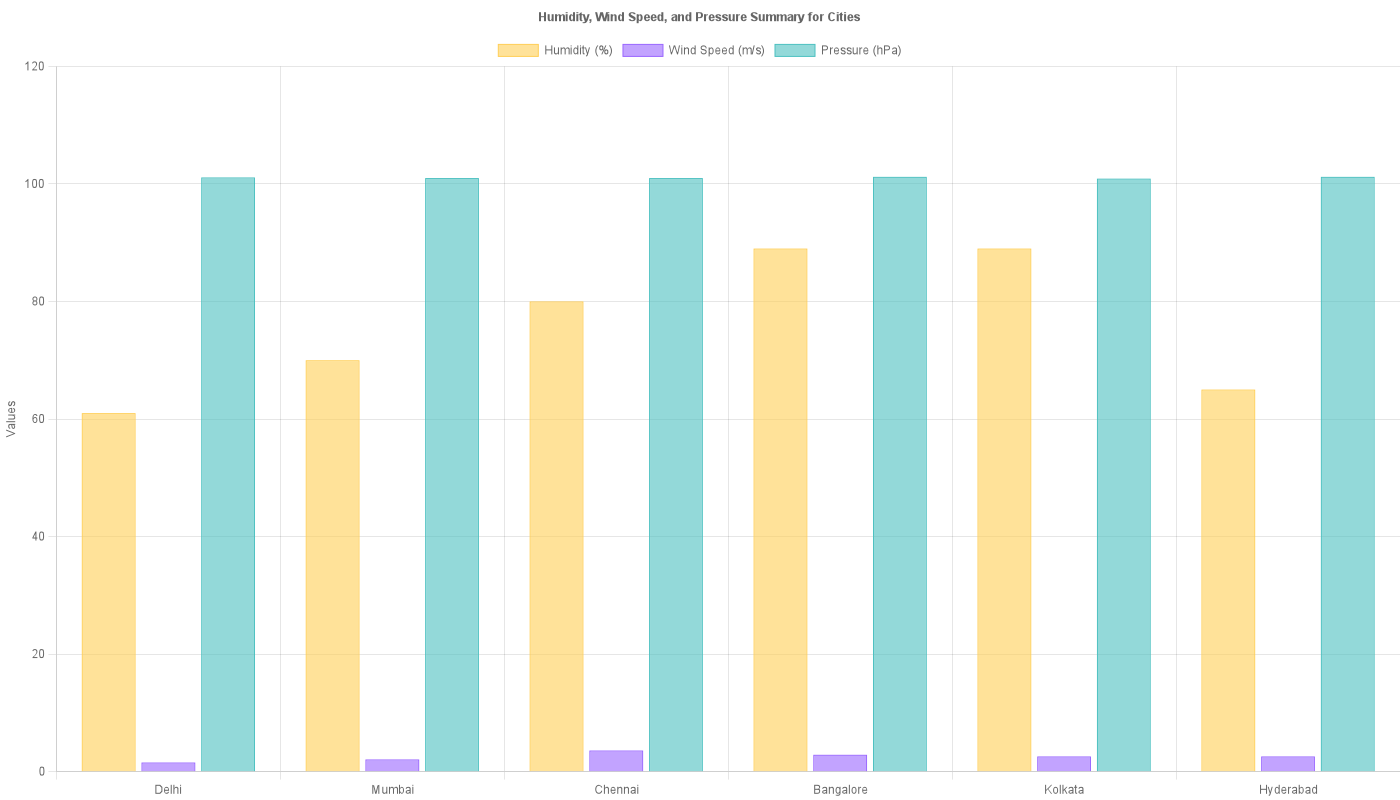 Humidity, Wind Speed, and Pressure Summary for Cities
Humidity (%) Wind Speed (m/s) Pressure (hPa)
120
100
80
60
40
20
0
Values
Delhi Mumbai Chennai Bangalore Kolkata Hyderabad